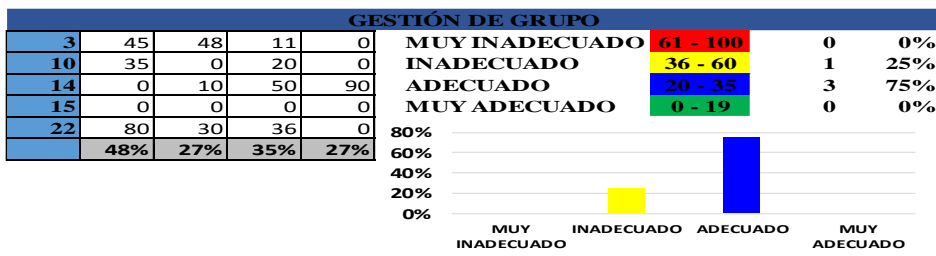 GESTIÓN DE GRUPO
3 45 48 11 0 MUY INADECUADO 61 - 100 0 0%
10 35 0 20 0 INADECUADO 36 - 60 1 25%
14 0 10 50 90 ADECUADO 20 - 35 3 75%
15 0 0 0 0 MUY ADECUADO 0 - 19 0 0%
22 80 30 36 0
48% 27% 35% 27%
80%
60%
40%
20%
0%
MUY INADECUADO ADECUADO MUY
INADECUADO ADECUADO